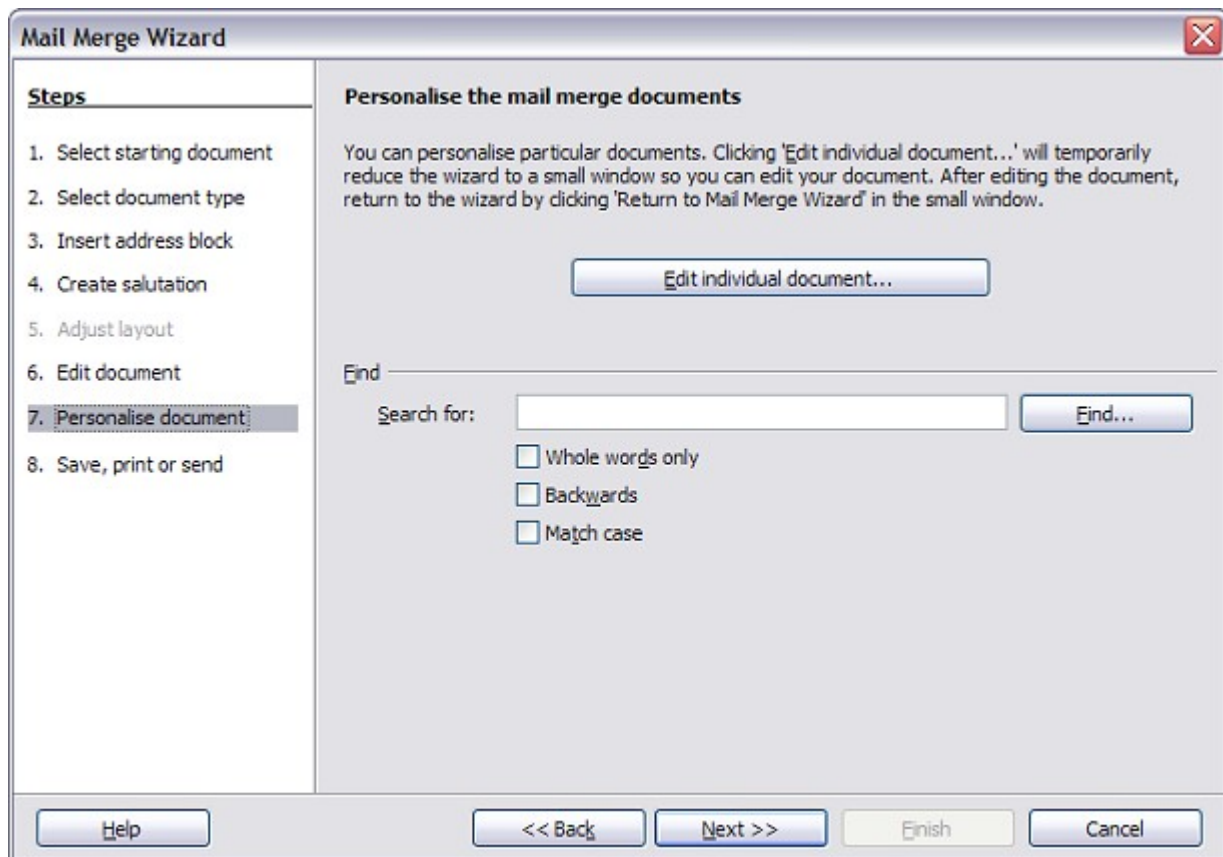 Mail Merge Wizard
Steps
1. Select starting document
2. Select document type
3. Insert address block
4. Create salutation
5. Adjust layout
6. Edit document
7. Personalise document
8. Save, print or send
Personalise the mail merge documents
You can personalise particular documents. Clicking 'Edit individual document...' will temporarily
reduce the wizard to a small window so you can edit your document. After editing the document,
return to the wizard by clicking 'Return to Mail Merge Wizard' in the small window.
Edit individual document...
Find
Search for:
Find...
Whole words only
Backwards
Match case
Help
<< Back
Next >>
Finish
Cancel